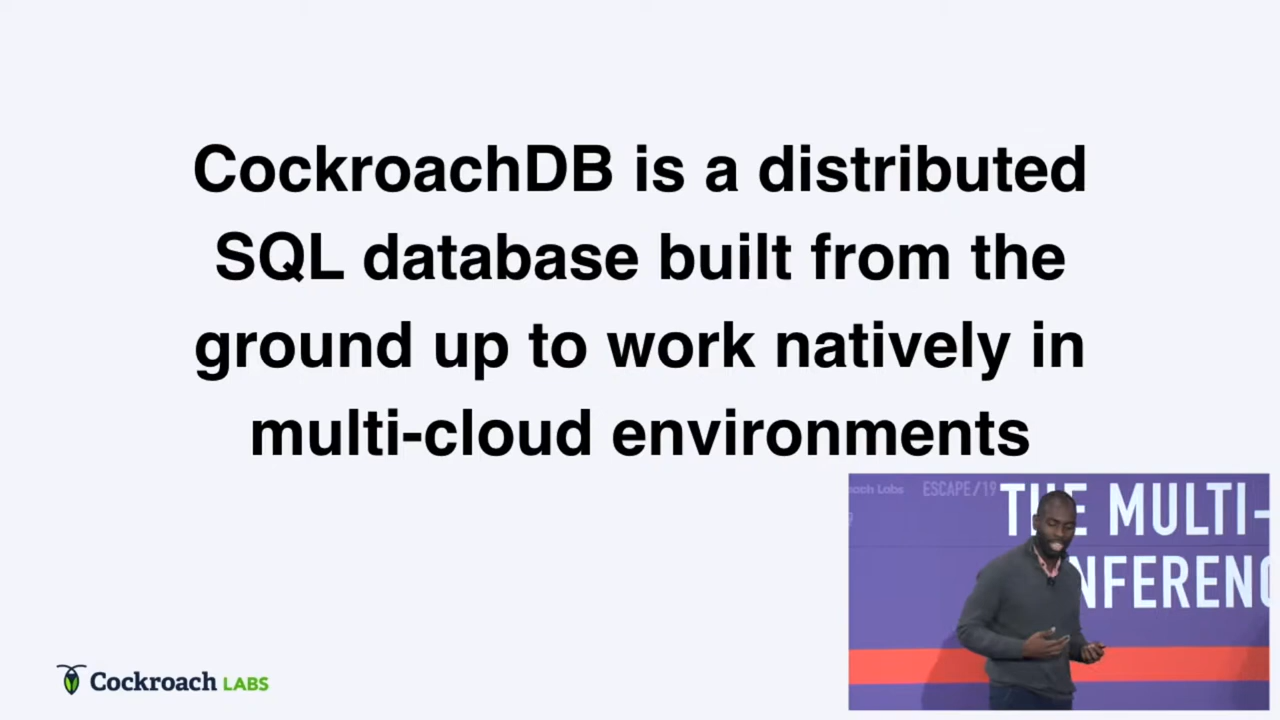 CockroachDB is a distributed
SQL database built from the
ground up to work natively in
multi-cloud environments
ESCAPE/19
THE MULTI-
Cockroach LABS